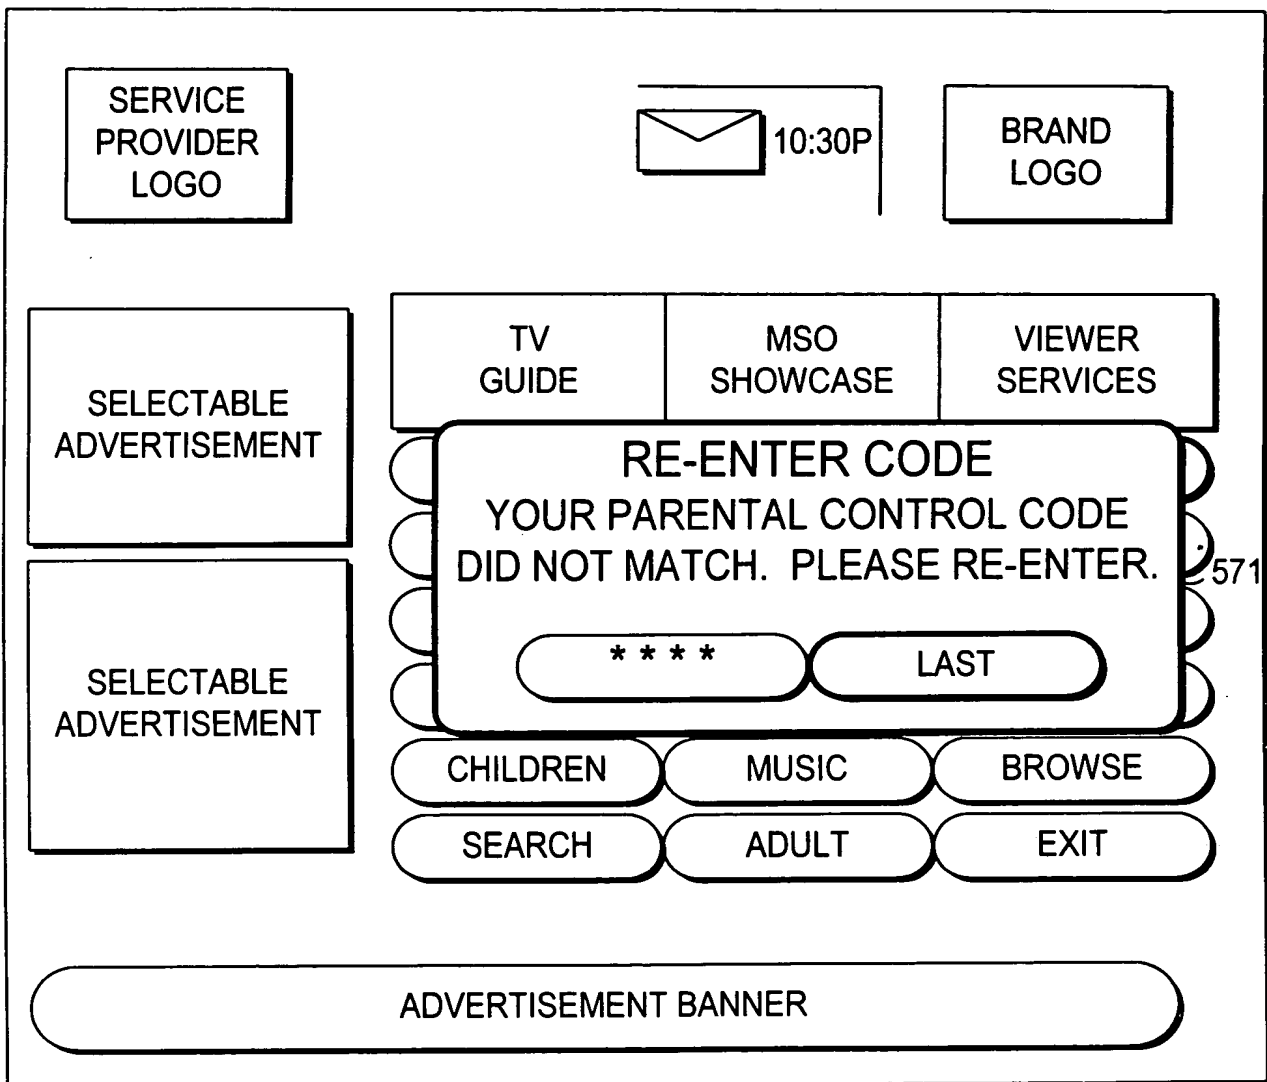 SERVICE
PROVIDER
LOGO
10:30P
BRAND
LOGO
SELECTABLE
ADVERTISEMENT
SELECTABLE
ADVERTISEMENT
TV
GUIDE
MSO
SHOWCASE
VIEWER
SERVICES
RE-ENTER CODE
YOUR PARENTAL CONTROL CODE
DID NOT MATCH. PLEASE RE-ENTER.
571
* * * *
LAST
CHILDREN
MUSIC
BROWSE
SEARCH
ADULT
EXIT
ADVERTISEMENT BANNER